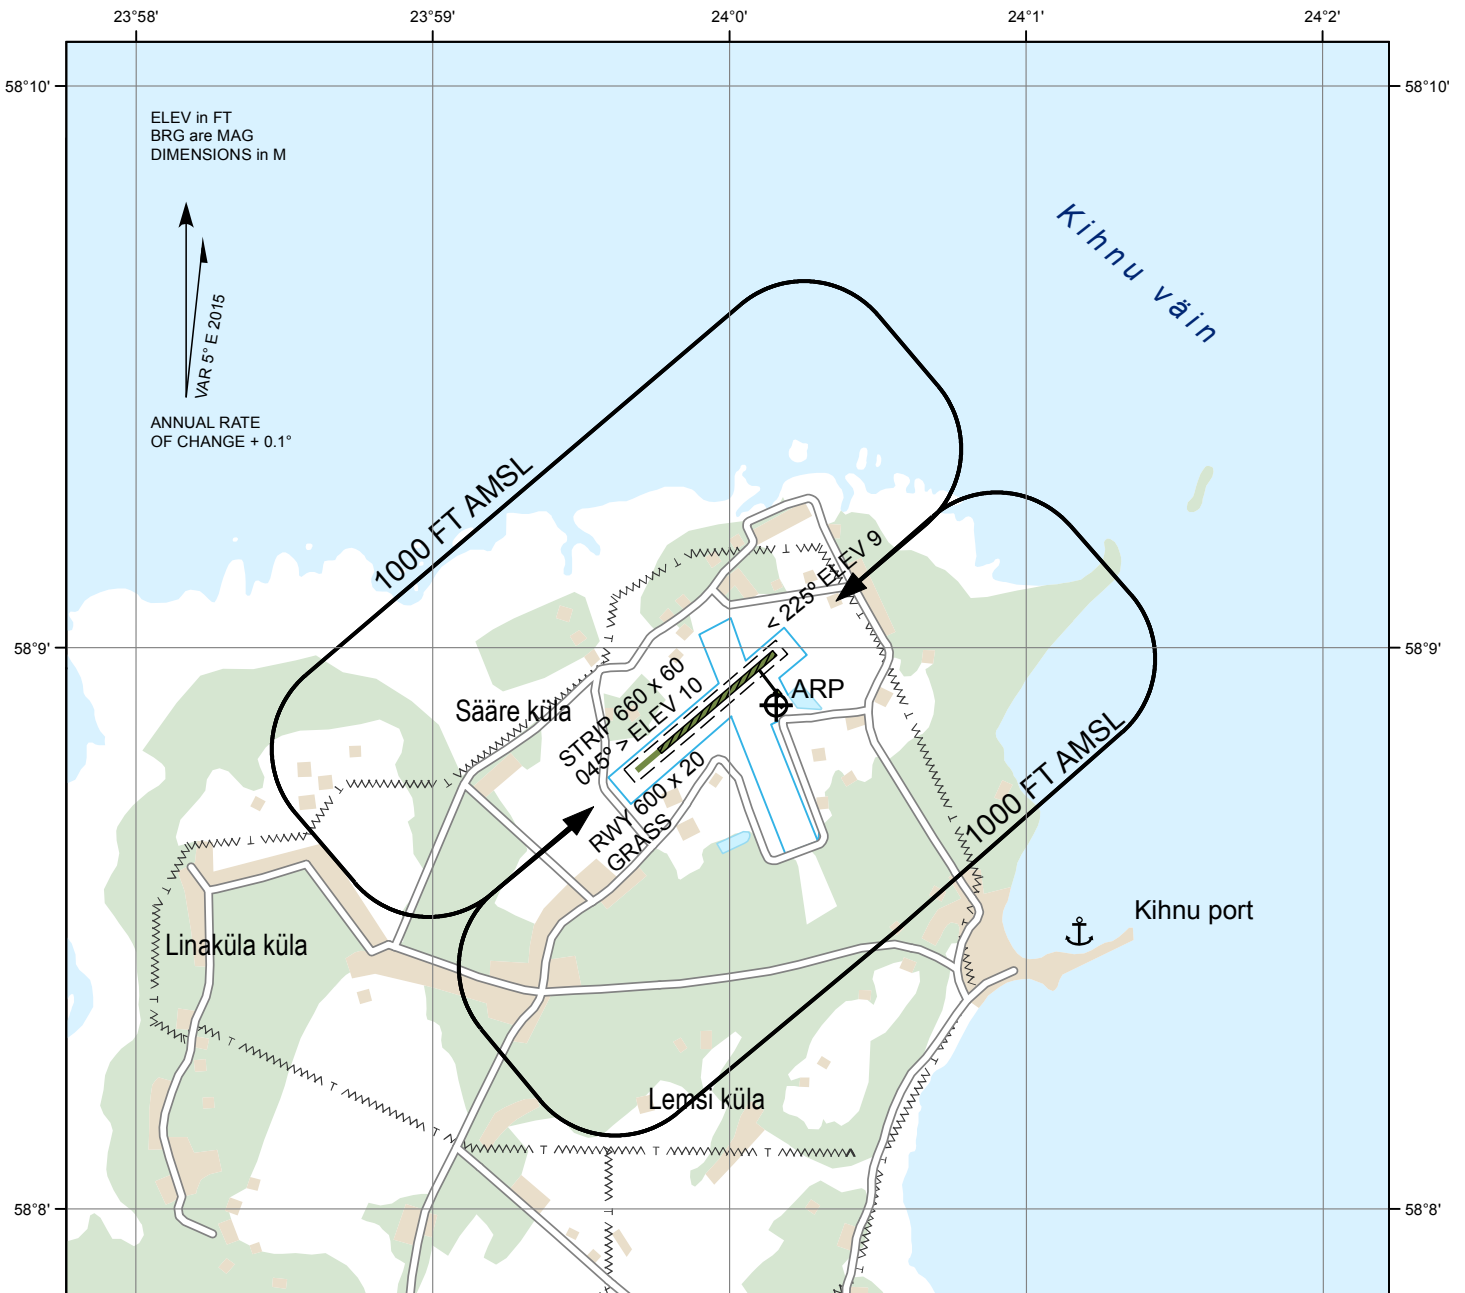 23°58'
23°59'
24°0'
24°1'
24°2'
58°10'
58°10'
ELEV in FT
BRG are MAG
DIMENSIONS in M
VAR 5° E 2015
ANNUAL RATE
OF CHANGE + 0.1°
Kihnu väin
1000 FT AMSL
< 225° ELEV 9
58°9'
58°9'
Sääre küla
STRIP 660 x 60
045° > ELEV 10
ARP
RWY 600 x 20
GRASS
1000 FT AMSL
Kihnu port
Linaküla küla
Lemsi küla
58°8'
58°8'